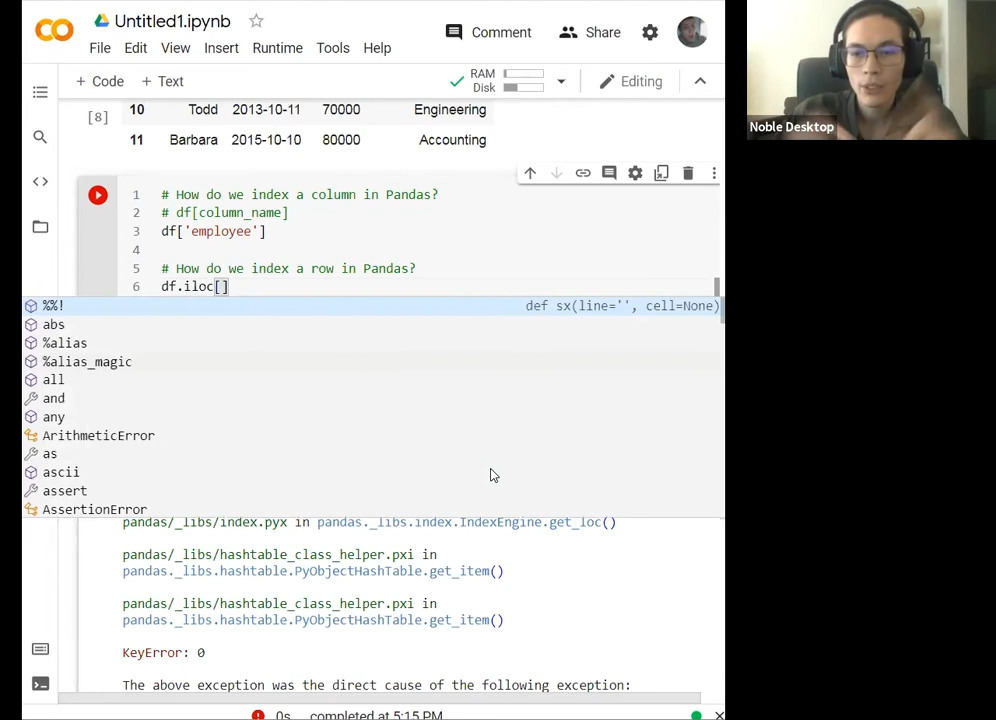 Untitled1.ipynb
File Edit View Insert Runtime Tools Help
Comment Share
+ Code + Text
RAM
Disk
Editing
Noble Desktop
[8]
10 Todd 2013-10-11 70000 Engineering
11 Barbara 2015-10-10 80000 Accounting
1 # How do we index a column in Pandas?
2 # df[column_name]
3 df['employee']
4
5 # How do we index a row in Pandas?
6 df.iloc[]
%%! def sx(line='', cell=None)
abs
%alias
%alias_magic
all
and
any
ArithmeticError
as
ascii
assert
AssertionError
pandas/_libs/index.pyx in pandas._libs.index.IndexEngine.get_loc()
pandas/_libs/hashtable_class_helper.pxi in
pandas._libs.hashtable.PyObjectHashTable.get_item()
pandas/_libs/hashtable_class_helper.pxi in
pandas._libs.hashtable.PyObjectHashTable.get_item()
KeyError: 0
The above exception was the direct cause of the following exception:
0s completed at 5:15 PM